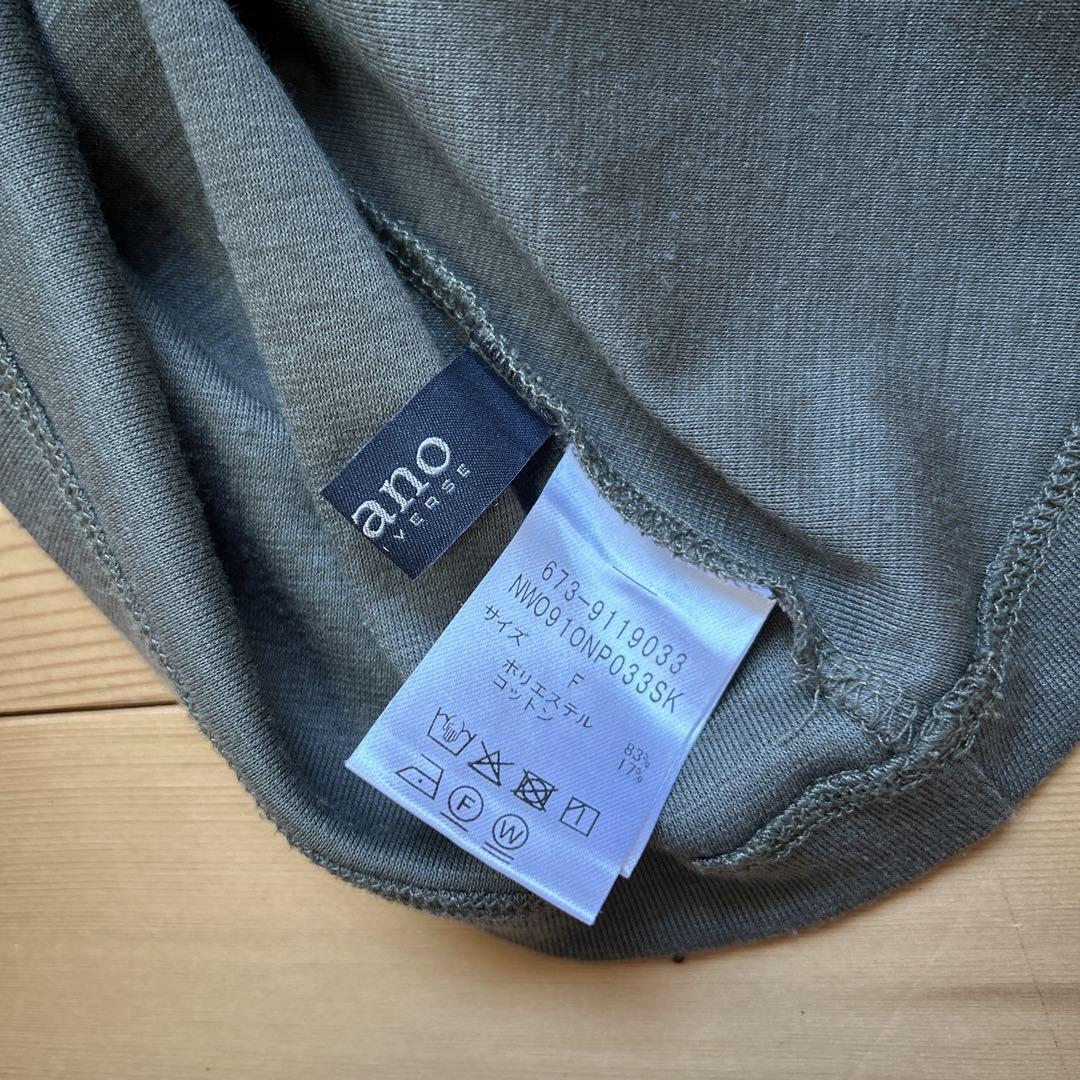 ano
VERSE
673-9119033
NW0910NP033SK
サイズ F
ポリエステル 83%
コットン 17%
F
W